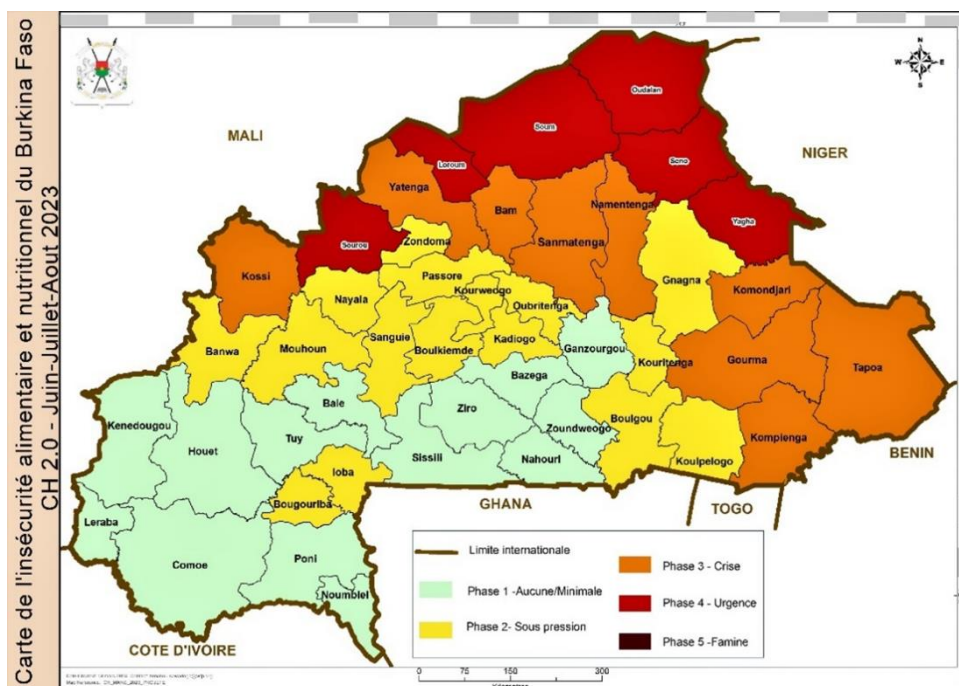 Carte de l'insécurité alimentaire et nutritionnel du Burkina Faso
CH 2.0 - Juin-Juillet-Aout 2023
MALI
NIGER
Oudalan
Soum
Loroum
Seno
Yatenga
Bam
Namentenga
Yagha
Sourou
Zondoma
Sanmatenga
Kossi
Passore
Gnagna
Komondjari
Nayala
Kourweogo
Oubritenga
Banwa
Mouhoun
Sanguie
Boulkiemde
Kadiogo
Ganzourgou
Kouritenga
Gourma
Tapoa
Bazega
Kenedougou
Bale
Ziro
Houet
Tuy
Zoundweogo
Boulgou
Koulpelogo
Kompienga
Sissili
Nahouri
Ioba
BENIN
Bougouriba
GHANA
TOGO
Leraba
Comoe
Poni
Noumbiel
COTE D'IVOIRE
Limite internationale
Phase 1 -Aucune/Minimale
Phase 2- Sous pression
Phase 3 - Crise
Phase 4 - Urgence
Phase 5 -Famine
N
W E
S
0 75 150 300